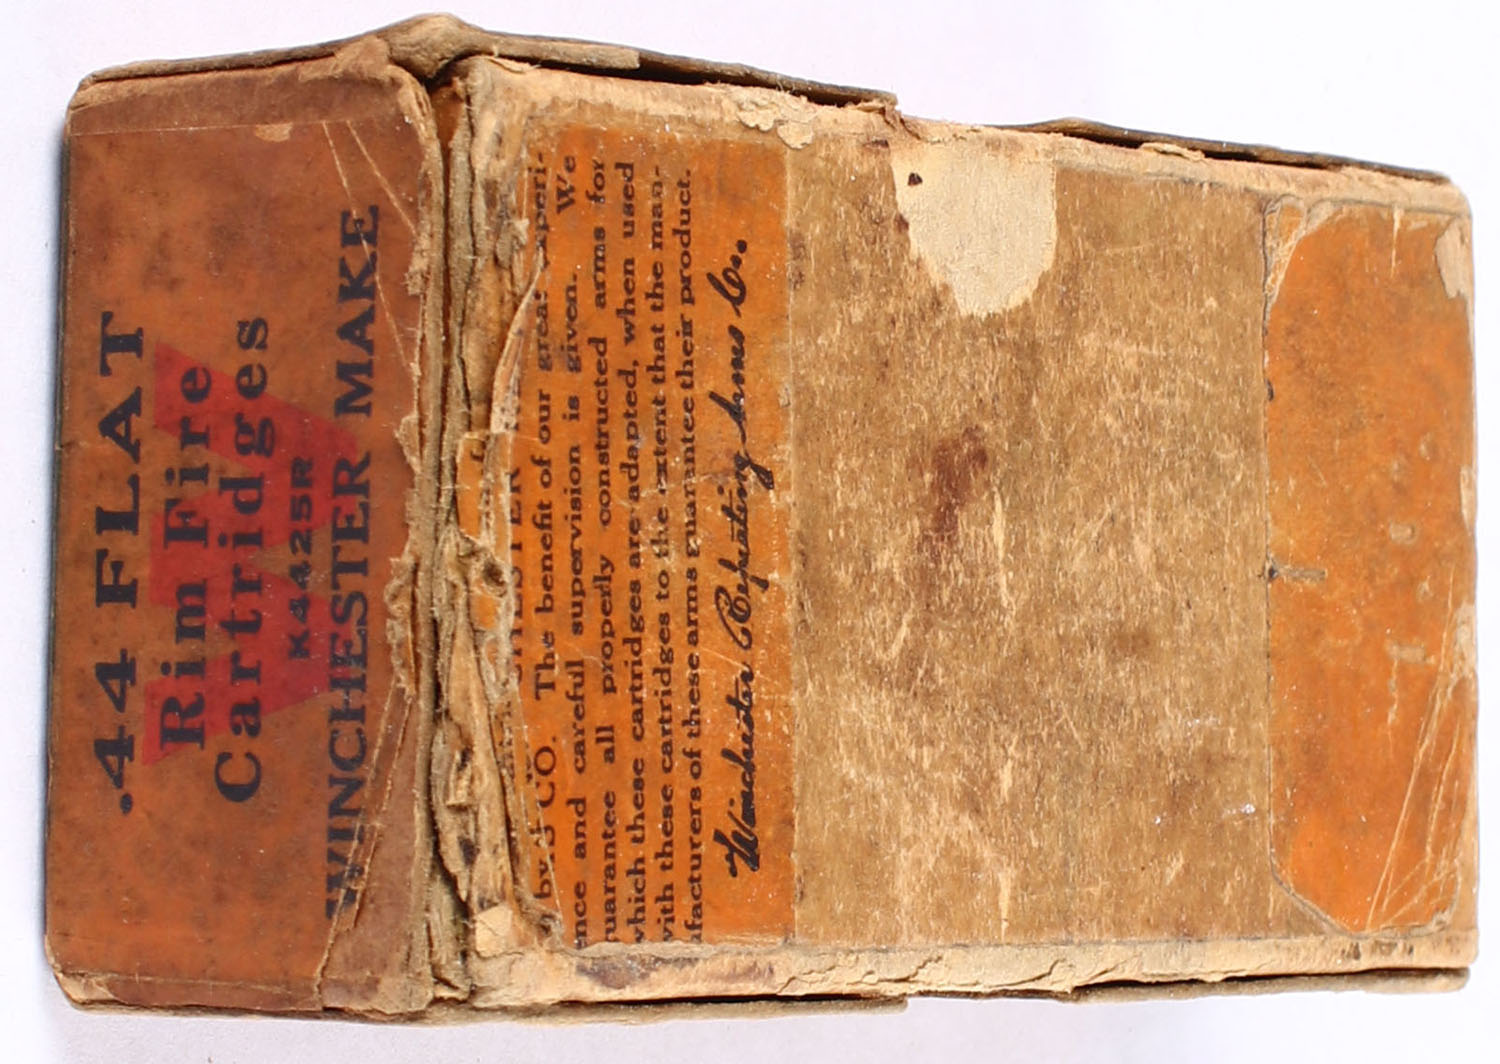 .44 FLAT
Rim Fire
Cartridges
K4425R
WINCHESTER MAKE
by S CO. The benefit of our great experi-
ence and careful supervision is given. We
guarantee all properly constructed arms for
which these cartridges are adapted, when used
with these cartridges to the extent that the man-
ufacturers of these arms guarantee their product.
Winchester Repeating Arms Co.